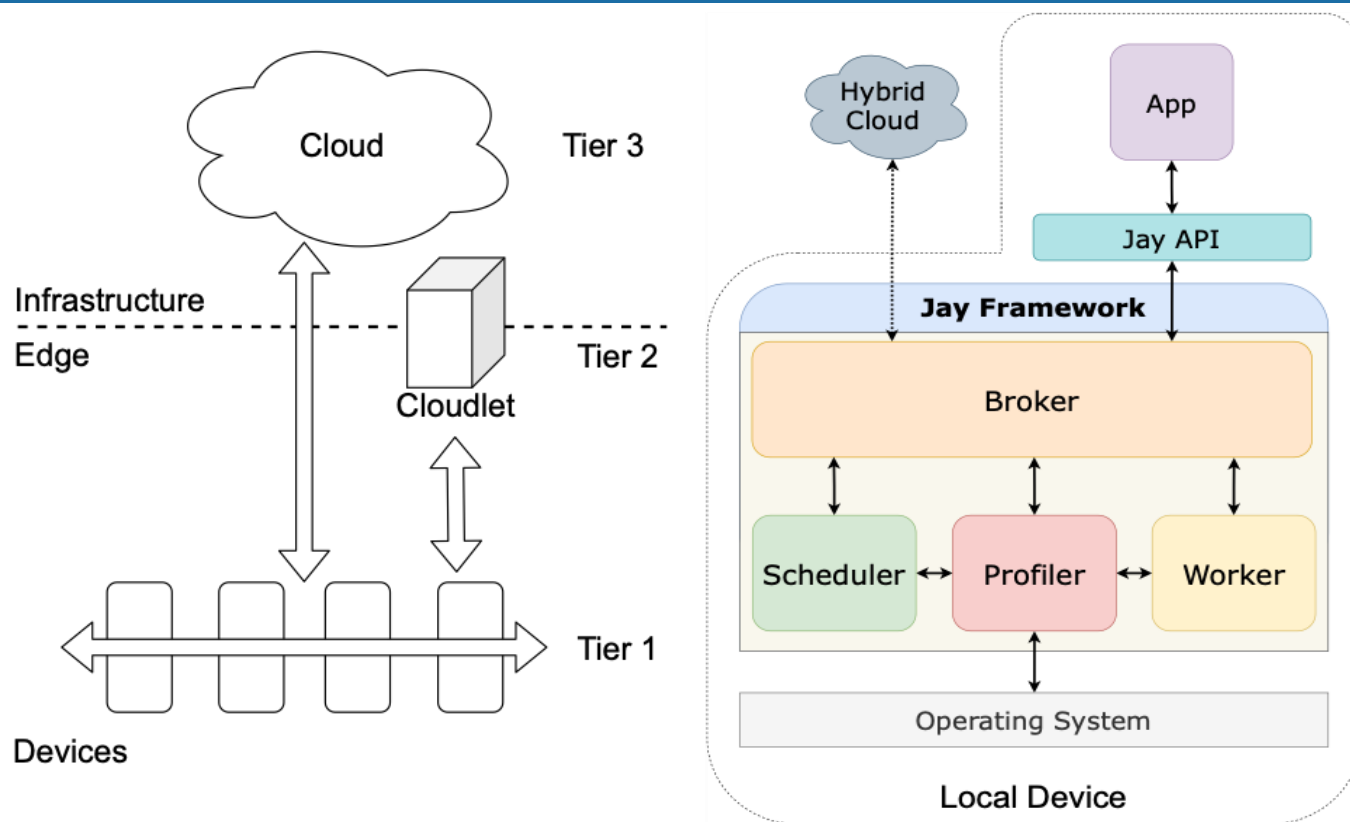 Cloud
Tier 3
Infrastructure
Edge
Tier 2
Cloudlet
Tier 1
Devices
Hybrid
Cloud
App
Jay API
Jay Framework
Broker
Scheduler
Profiler
Worker
Operating System
Local Device